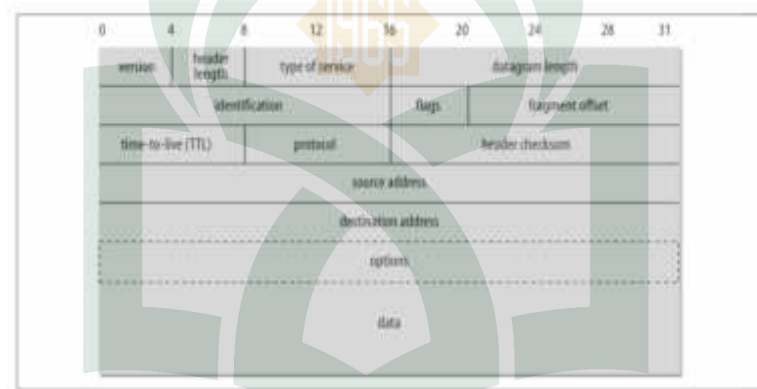 0 4 8 12 16 20 24 28 31
1965
version header length type of service datagram length
identification flags fragment offset
time-to-live (TTL) protocol header checksum
source address
destination address
options
data